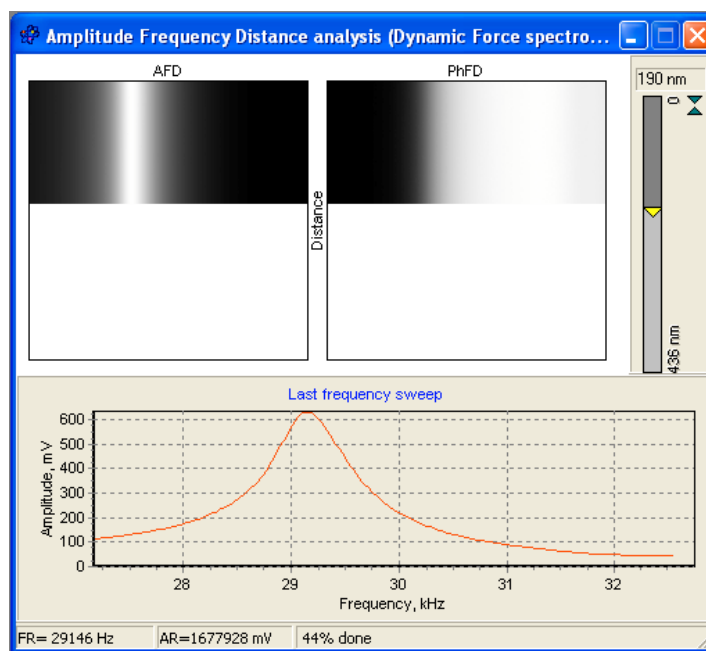 Amplitude Frequency Distance analysis (Dynamic Force spectro...
AFD
PhFD
190 nm
0
Distance
436 nm
Last frequency sweep
Amplitude, mV
600
500
400
300
200
100
0
28
29
30
31
32
Frequency, kHz
FR= 29146 Hz
AR=1677928 mV
44% done